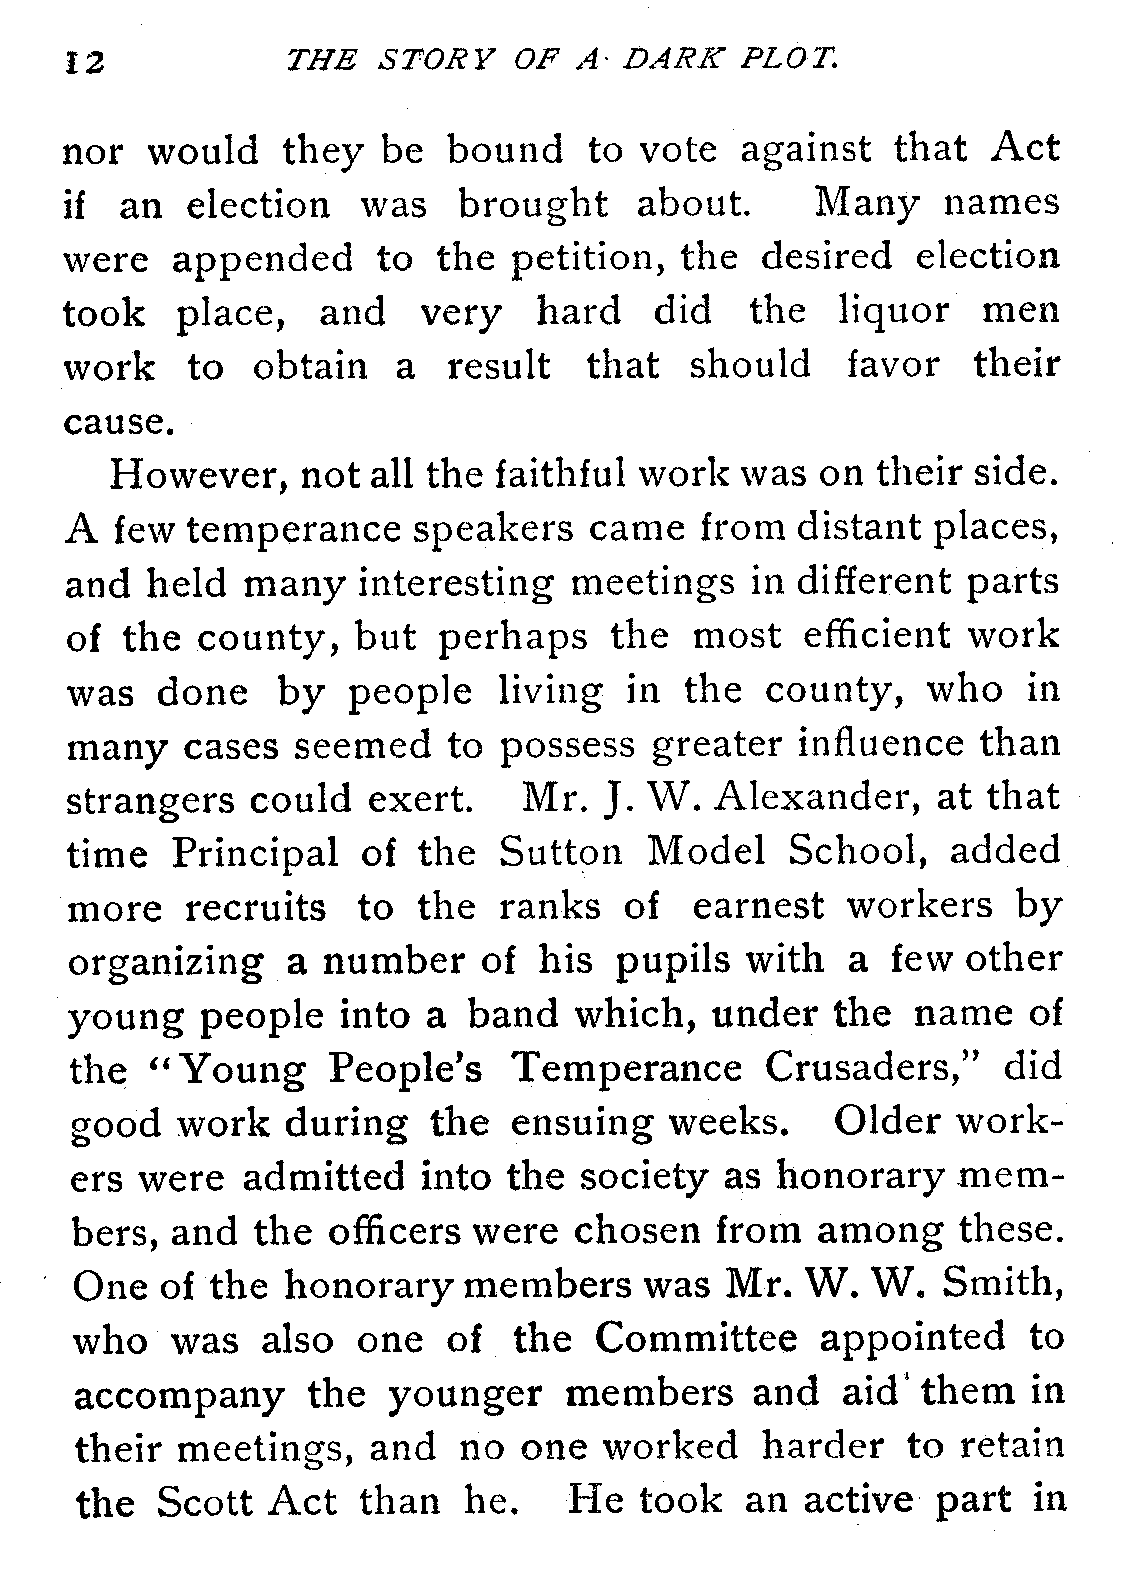 12 THE STORY OF A DARK PLOT.
nor would they be bound to vote against that Act
if an election was brought about. Many names
were appended to the petition, the desired election
took place, and very hard did the liquor men
work to obtain a result that should favor their
cause.
However, not all the faithful work was on their side.
A few temperance speakers came from distant places,
and held many interesting meetings in different parts
of the county, but perhaps the most efficient work
was done by people living in the county, who in
many cases seemed to possess greater influence than
strangers could exert. Mr. J. W. Alexander, at that
time Principal of the Sutton Model School, added
more recruits to the ranks of earnest workers by
organizing a number of his pupils with a few other
young people into a band which, under the name of
the “Young People's Temperance Crusaders,” did
good work during the ensuing weeks. Older work-
ers were admitted into the society as honorary mem-
bers, and the officers were chosen from among these.
One of the honorary members was Mr. W. W. Smith,
who was also one of the Committee appointed to
accompany the younger members and aid them in
their meetings, and no one worked harder to retain
the Scott Act than he. He took an active part in